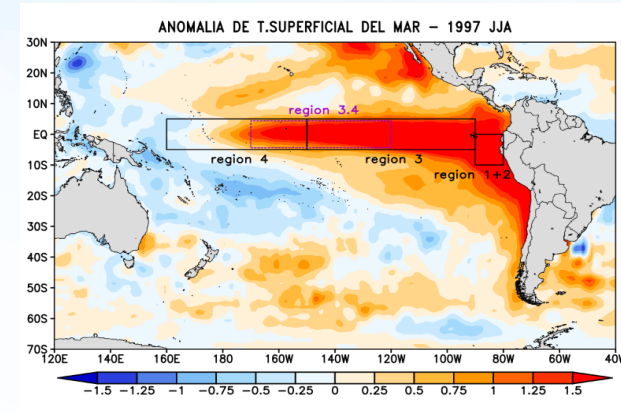 ANOMALIA DE T.SUPERFICIAL DEL MAR – 1997 JJA
30N
20N
10N
EQ
10S
20S
30S
40S
50S
60S
70S
region 3.4
region 4
region 3
region 1+2
120E 140E 160E 180 160W 140W 120W 100W 80W 60W 40W
-1.5 -1.25 -1 -0.75 -0.5 -0.25 0 0.25 0.5 0.75 1 1.25 1.5